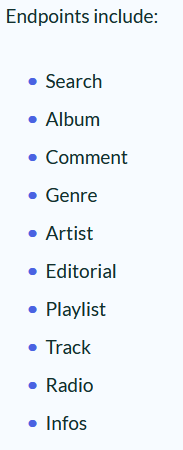 Endpoints include:
Search
Album
Comment
Genre
Artist
Editorial
Playlist
Track
Radio
Infos